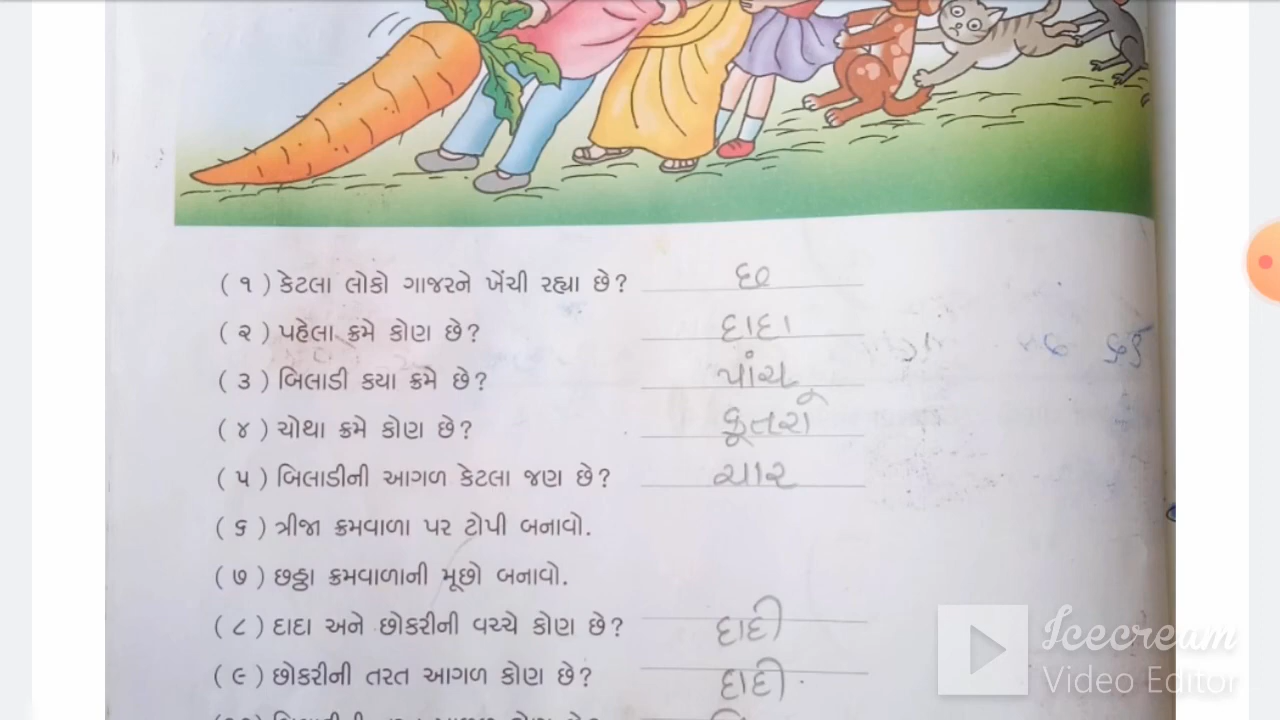 (૧) કેટલા લોકો ગાજરને ખેંચી રહ્યા છે? છ
(૨) પહેલા ક્રમે કોણ છે? દાદા
(૩) બિલાડી કયા ક્રમે છે? પાંચ
(૪) ચોથા ક્રમે કોણ છે? કૂતરો
(૫) બિલાડીની આગળ કેટલા જણ છે? ચાર
(૬) ત્રીજા ક્રમવાળા પર ટોપી બનાવો.
(૭) છઠ્ઠા ક્રમવાળાની મૂછો બનાવો.
(૮) દાદા અને છોકરીની વચ્ચે કોણ છે? દાદી
(૯) છોકરીની તરત આગળ કોણ છે? દાદી
Icecream
Video Editor